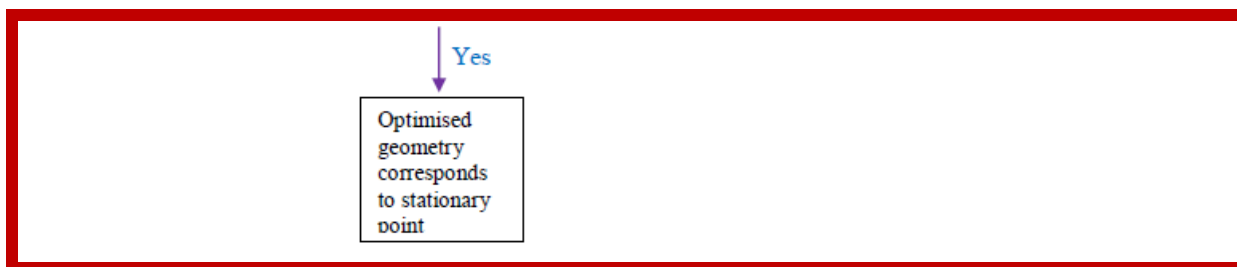 Yes
Optimised
geometry
corresponds
to stationary
point